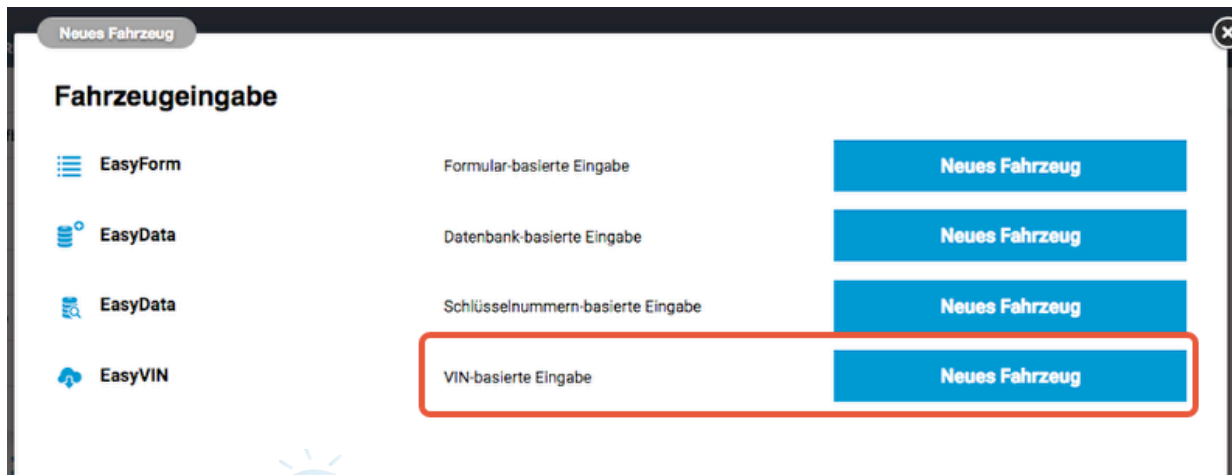 Neues Fahrzeug
Fahrzeugeingabe
EasyForm Formular-basierte Eingabe Neues Fahrzeug
EasyData Datenbank-basierte Eingabe Neues Fahrzeug
EasyData Schlüsselnummern-basierte Eingabe Neues Fahrzeug
EasyVIN VIN-basierte Eingabe Neues Fahrzeug